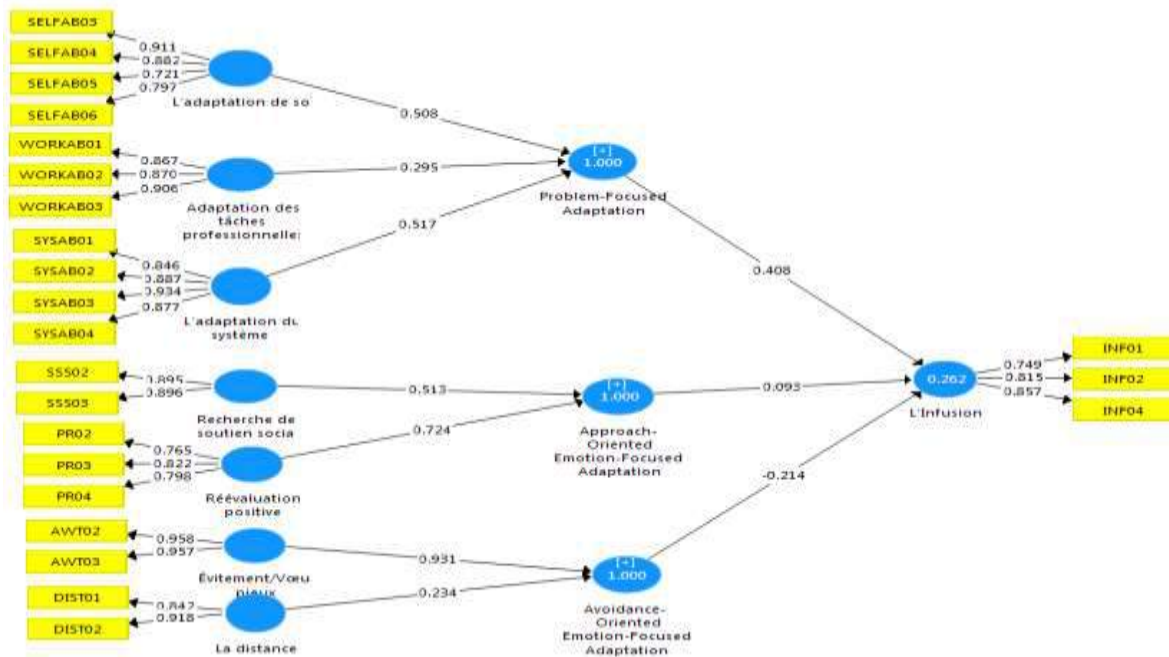 SELFAB03
0.911
SELFAB04
0.882
SELFAB05
0.721
0.797
SELFAB06
L'adaptation de so
0.508
WORKAB01
0.867
WORKAB02
0.870
0.906
WORKAB03
Adaptation des
tâches
professionnelle:
0.295
[+]
1.000
Problem-Focused
Adaptation
0.517
SYSAB01
0.846
SYSAB02
0.887
0.934
SYSAB03
0.877
SYSAB04
L'adaptation du
système
0.408
SSS02
0.895
0.896
SSS03
Recherche de
soutien socia
0.513
[+]
1.000
Approach-
Oriented
Emotion-Focused
Adaptation
0.093
0.262
L'Infusion
0.749
INF01
0.815
INF02
0.857
INF04
PR02
0.765
PR03
0.822
0.798
PR04
Réévaluation
positive
0.724
-0.214
AWT02
0.958
0.957
AWT03
Évitement/Vœu
pieux
0.931
[+]
1.000
Avoidance-
Oriented
Emotion-Focused
Adaptation
0.234
DIST01
0.842
0.918
DIST02
La distance